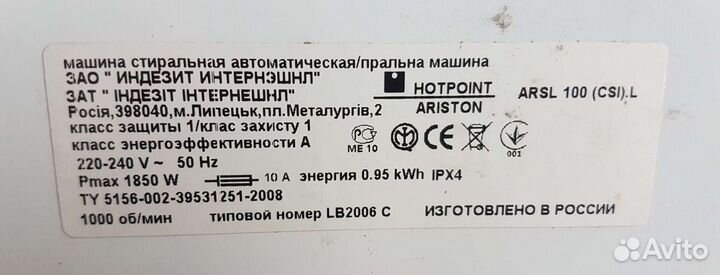 машина стиральная автоматическая/пральна машина
ЗАО " ИНДЕЗИТ ИНТЕРНЭШНЛ"
ЗАТ " ІНДЕЗІТ ІНТЕРНЕШНЛ"
HOTPOINT
ARISTON
ARSL 100 (CSI).L
Росія,398040,м.Липецьк,пл.Металургів,2
класс защиты 1/клас захисту 1
класс энергоэффективности А
РС
ME 10
CE
001
220-240 V ~ 50 Hz
Pmax 1850 W 10 A энергия 0.95 kWh IPX4
ТУ 5156-002-39531251-2008
1000 об/мин типовой номер LB2006 C ИЗГОТОВЛЕНО В РОССИИ
Avito